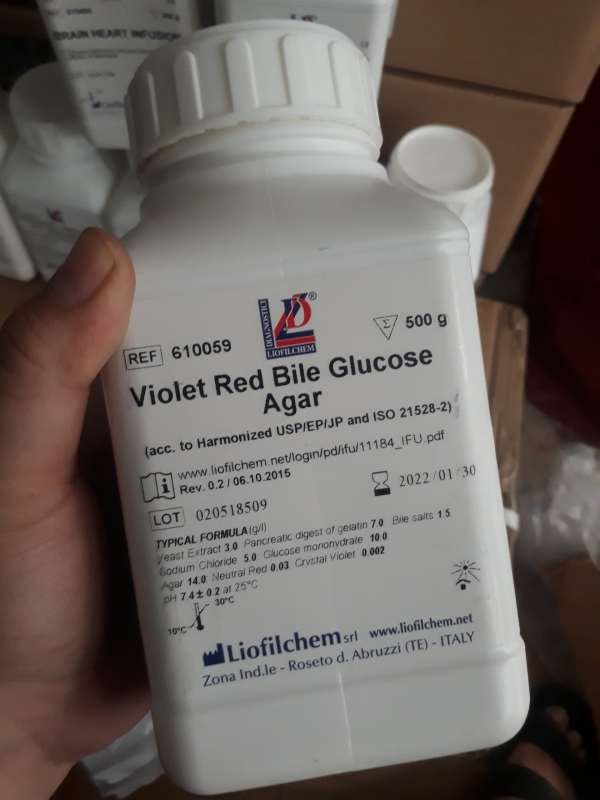 BRAIN HEART INFUSION
DIAGNOSTICI
LIOFILCHEM
®
REF 610059
Σ 500 g
Violet Red Bile Glucose
Agar
(acc. to Harmonized USP/EP/JP and ISO 21528-2)
i www.liofilchem.net/login/pd/ifu/11184_IFU.pdf
Rev. 0.2 / 06.10.2015
2022/01/30
LOT 020518509
TYPICAL FORMULA (g/l)
Yeast Extract 3.0 Pancreatic digest of gelatin 7.0 Bile salts 1.5
Sodium Chloride 5.0 Glucose monohydrate 10.0
Agar 14.0 Neutral Red 0.03 Crystal Violet 0.002
pH 7.4 ± 0.2 at 25°C
30°C
10°C
Liofilchem srl www.liofilchem.net
Zona Ind.le - Roseto d. Abruzzi (TE) - ITALY